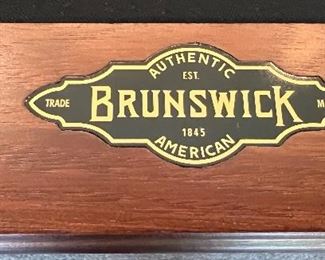 AUTHENTIC
EST.
TRADE BRUNSWICK M
1845
AMERICAN